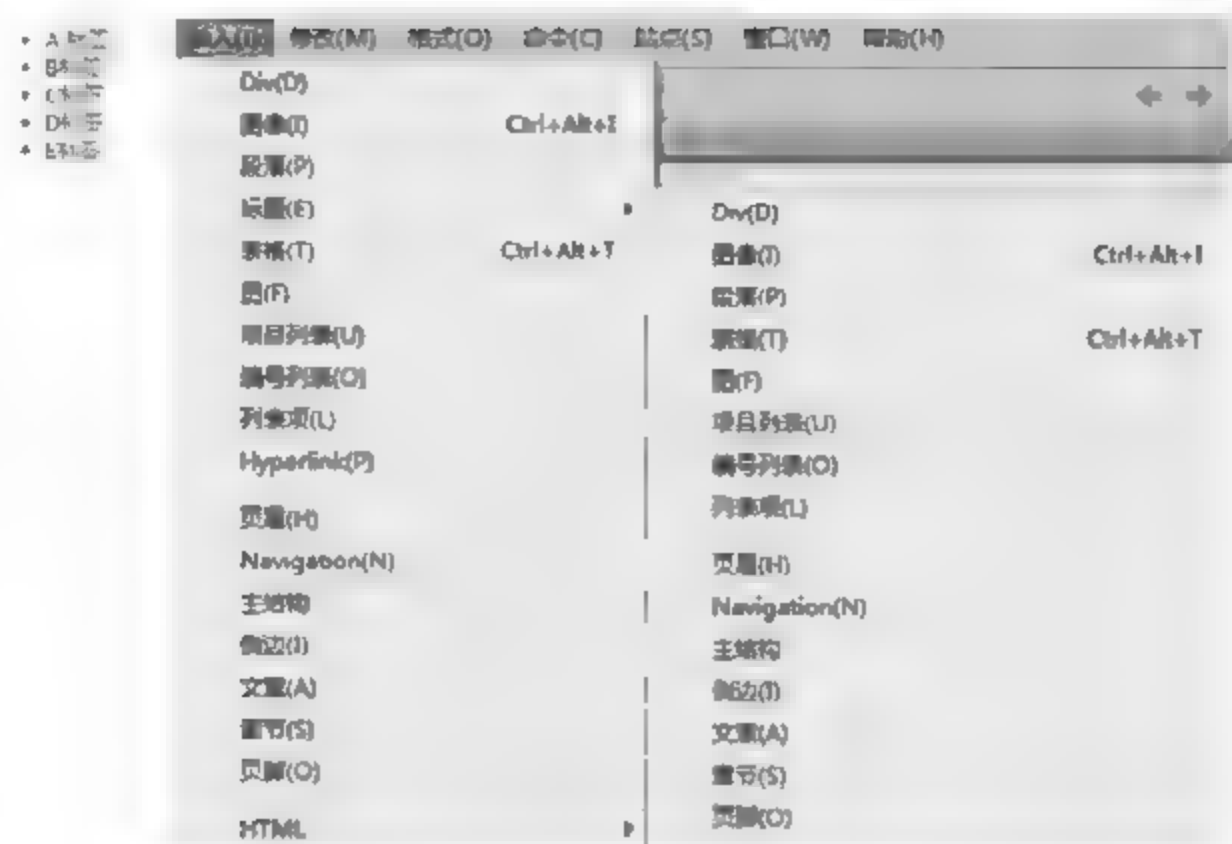 插入(I) 修改(M) 格式(O) 命令(C) 站点(S) 窗口(W) 帮助(H)
Div(D)
图像(I) Ctrl+Alt+I
段落(P)
标题(E)
表格(T) Ctrl+Alt+T
图(F)
项目列表(U)
编号列表(O)
列表项(L)
Hyperlink(P)
页眉(H)
Navigation(N)
主结构
侧边(I)
文章(A)
章节(S)
页脚(O)
HTML
Div(D)
图像(I) Ctrl+Alt+I
段落(P)
表格(T) Ctrl+Alt+T
图(F)
项目列表(U)
编号列表(O)
列表项(L)
页眉(H)
Navigation(N)
主结构
侧边(I)
文章(A)
章节(S)
页脚(O)